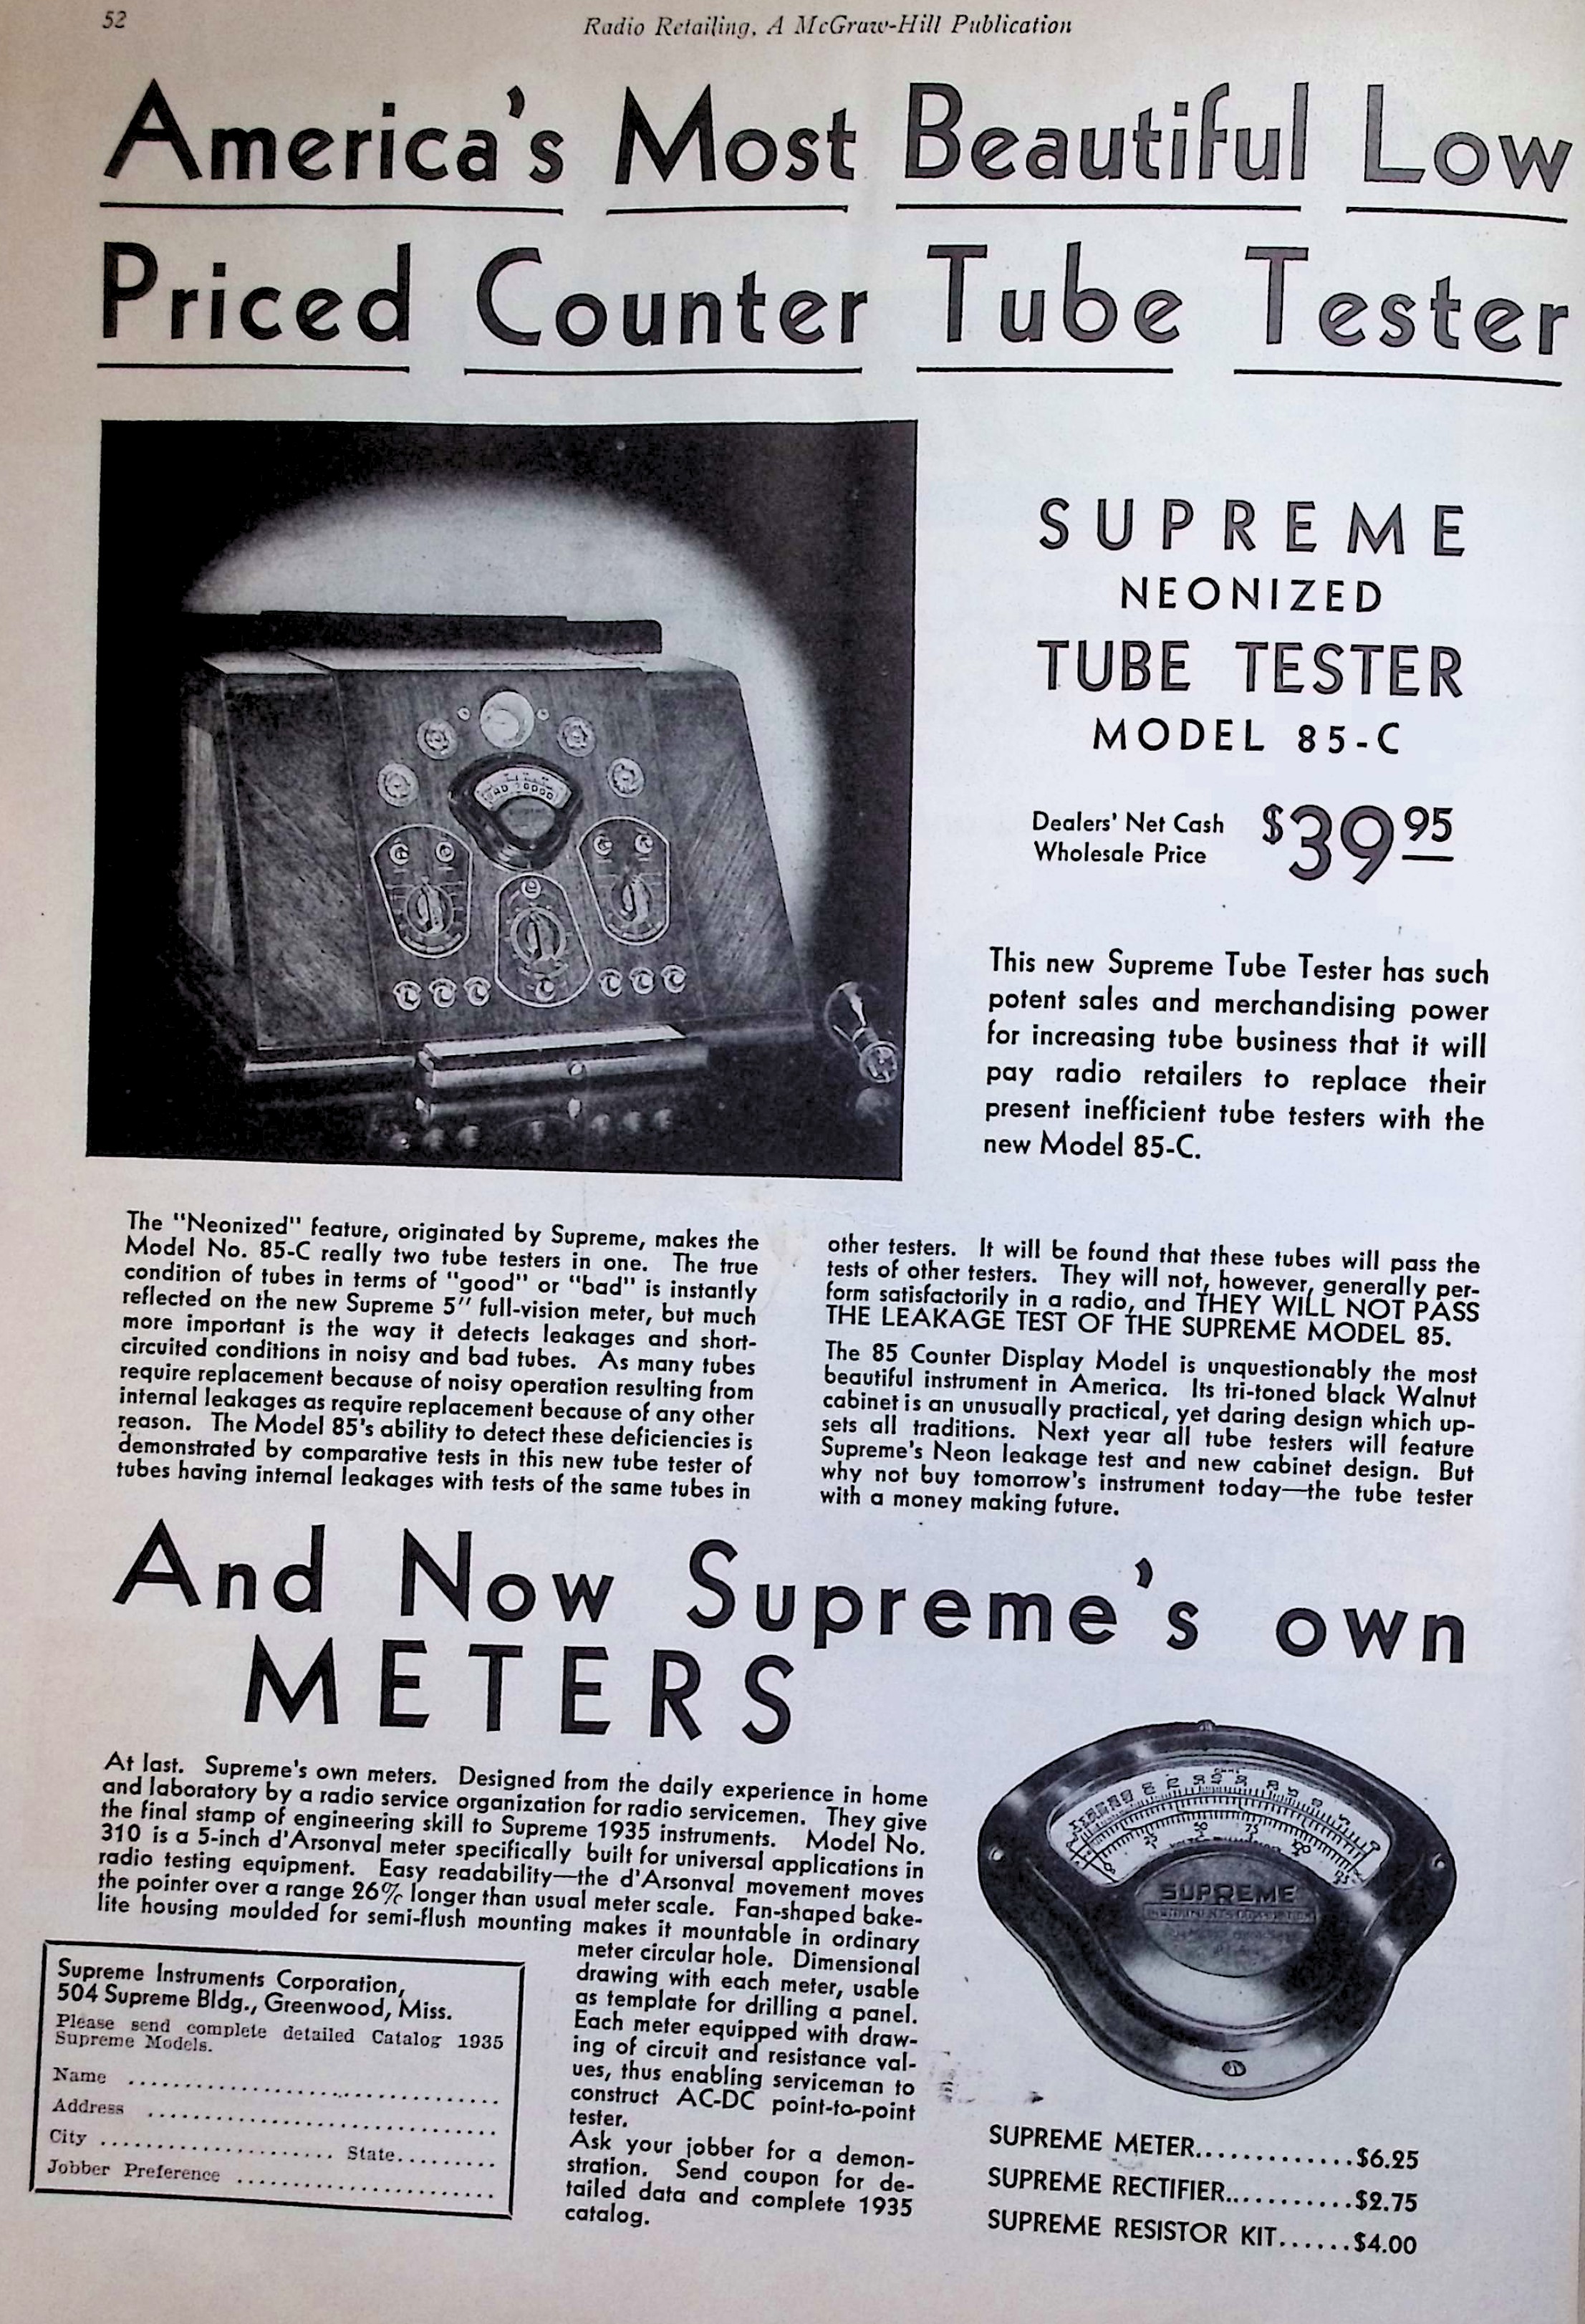 52
Radio Retailing, A McGraw-Hill Publication
America's Most Beautiful Low
Priced Counter Tube Tester
SUPREME
NEONIZED
TUBE TESTER
MODEL 85-C
Dealers' Net Cash
Wholesale Price
$39 95
This new Supreme Tube Tester has such
potent sales and merchandising power
for increasing tube business that it will
pay radio retailers to replace their
present inefficient tube testers with the
new Model 85-C.
The "Neonized" feature, originated by Supreme, makes the
Model No. 85-C really two tube testers in one. The true
condition of tubes in terms of "good" or "bad" is instantly
reflected on the new Supreme 5" full-vision meter, but much
more important is the way it detects leakages and short-
circuited conditions in noisy and bad tubes. As many tubes
require replacement because of noisy operation resulting from
internal leakages as require replacement because of any other
reason. The Model 85's ability to detect these deficiencies is
demonstrated by comparative tests in this new tube tester of
tubes having internal leakages with tests of the same tubes in
other testers. It will be found that these tubes will pass the
tests of other testers. They will not, however, generally per-
form satisfactorily in a radio, and THEY WILL NOT PASS
THE LEAKAGE TEST OF THE SUPREME MODEL 85.
The 85 Counter Display Model is unquestionably the most
beautiful instrument in America. Its tri-toned black Walnut
cabinet is an unusually practical, yet daring design which up-
sets all traditions. Next year all tube testers will feature
Supreme's Neon leakage test and new cabinet design. But
why not buy tomorrow's instrument today—the tube tester
with a money making future.
And Now Supreme's own
METERS
At last. Supreme's own meters. Designed from the daily experience in home
and laboratory by a radio service organization for radio servicemen. They give
the final stamp of engineering skill to Supreme 1935 instruments. Model No.
310 is a 5-inch d'Arsonval meter specifically built for universal applications in
radio testing equipment. Easy readability—the d'Arsonval movement moves
the pointer over a range 26% longer than usual meter scale. Fan-shaped bake-
lite housing moulded for semi-flush mounting makes it mountable in ordinary
meter circular hole. Dimensional
drawing with each meter, usable
as template for drilling a panel.
Each meter equipped with draw-
ing of circuit and resistance val-
ues, thus enabling serviceman to
construct AC-DC point-to-point
tester.
Ask your jobber for a demon-
stration. Send coupon for de-
tailed data and complete 1935
catalog.
Supreme Instruments Corporation,
504 Supreme Bldg., Greenwood, Miss.
Please send complete detailed Catalog 1935
Supreme Models.
Name ........................................
Address .....................................
City ...................... State..........
Jobber Preference ...........................
SUPREME
INSTRUMENTS CORPORATION
SUPREME METER.............$6.25
SUPREME RECTIFIER...........$2.75
SUPREME RESISTOR KIT......$4.00